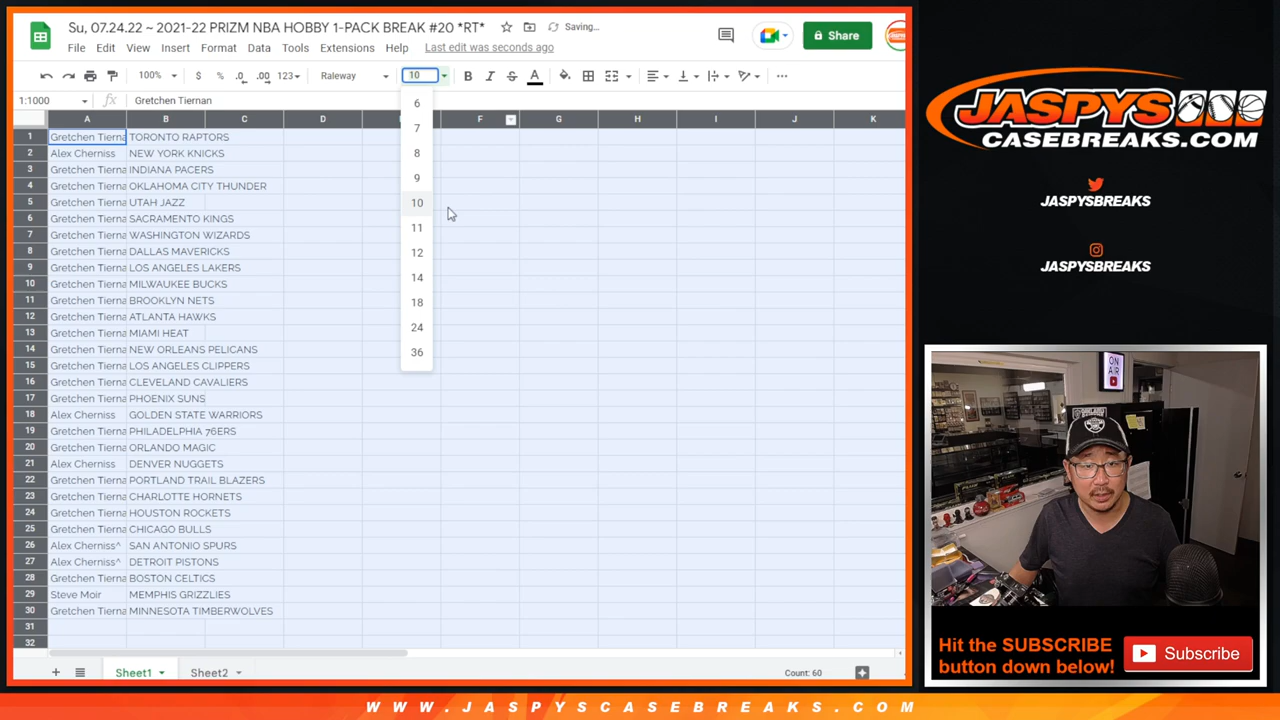 Su, 07.24.22 ~ 2021-22 PRIZM NBA HOBBY 1-PACK BREAK #20 *RT* Saving...
File Edit View Insert Format Data Tools Extensions Help Last edit was seconds ago
Share
100% $ % .0 .00 123 Raleway 10 B I S A
1:1000 fx Gretchen Tiernan
A B C D F G H I J K
1 Gretchen Tierna TORONTO RAPTORS
2 Alex Cherniss NEW YORK KNICKS
3 Gretchen Tierna INDIANA PACERS
4 Gretchen Tierna OKLAHOMA CITY THUNDER
5 Gretchen Tierna UTAH JAZZ
6 Gretchen Tierna SACRAMENTO KINGS
7 Gretchen Tierna WASHINGTON WIZARDS
8 Gretchen Tierna DALLAS MAVERICKS
9 Gretchen Tierna LOS ANGELES LAKERS
10 Gretchen Tierna MILWAUKEE BUCKS
11 Gretchen Tierna BROOKLYN NETS
12 Gretchen Tierna ATLANTA HAWKS
13 Gretchen Tierna MIAMI HEAT
14 Gretchen Tierna NEW ORLEANS PELICANS
15 Gretchen Tierna LOS ANGELES CLIPPERS
16 Gretchen Tierna CLEVELAND CAVALIERS
17 Gretchen Tierna PHOENIX SUNS
18 Alex Cherniss GOLDEN STATE WARRIORS
19 Gretchen Tierna PHILADELPHIA 76ERS
20 Gretchen Tierna ORLANDO MAGIC
21 Alex Cherniss DENVER NUGGETS
22 Gretchen Tierna PORTLAND TRAIL BLAZERS
23 Gretchen Tierna CHARLOTTE HORNETS
24 Gretchen Tierna HOUSTON ROCKETS
25 Gretchen Tierna CHICAGO BULLS
26 Alex Cherniss^ SAN ANTONIO SPURS
27 Alex Cherniss^ DETROIT PISTONS
28 Gretchen Tierna BOSTON CELTICS
29 Steve Moir MEMPHIS GRIZZLIES
30 Gretchen Tierna MINNESOTA TIMBERWOLVES
31
32
6
7
8
9
10
11
12
14
18
24
36
Sheet1 Sheet2 Count: 60
JASPYS
CASEBREAKS.COM
JASPYSBREAKS
JASPYSBREAKS
ON
AIR
Hit the SUBSCRIBE
button down below!
Subscribe
WWW.JASPYSCASEBREAKS.COM